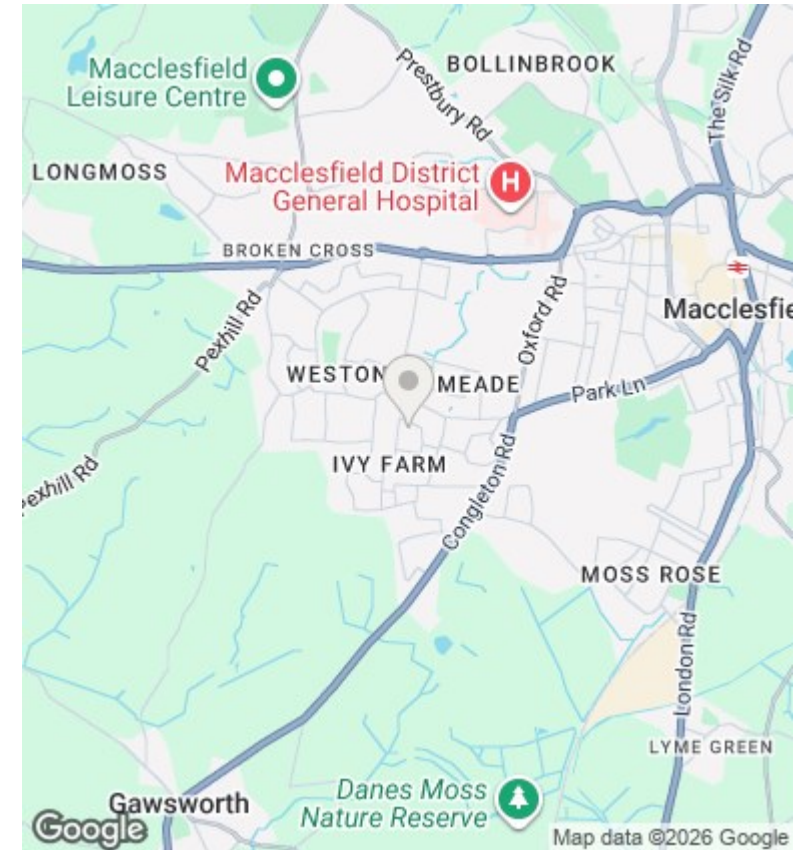 Macclesfield
Leisure Centre
Prestbury Rd
BOLLINBROOK
The Silk Rd
LONGMOSS
Macclesfield District
General Hospital
H
BROKEN CROSS
Pexhill Rd
Oxford Rd
Macclesfie
WESTON
MEADE
Park Ln
IVY FARM
Pexhill Rd
Congleton Rd
MOSS ROSE
London Rd
LYME GREEN
Gawsworth
Danes Moss
Nature Reserve
Google
Map data ©2026 Google